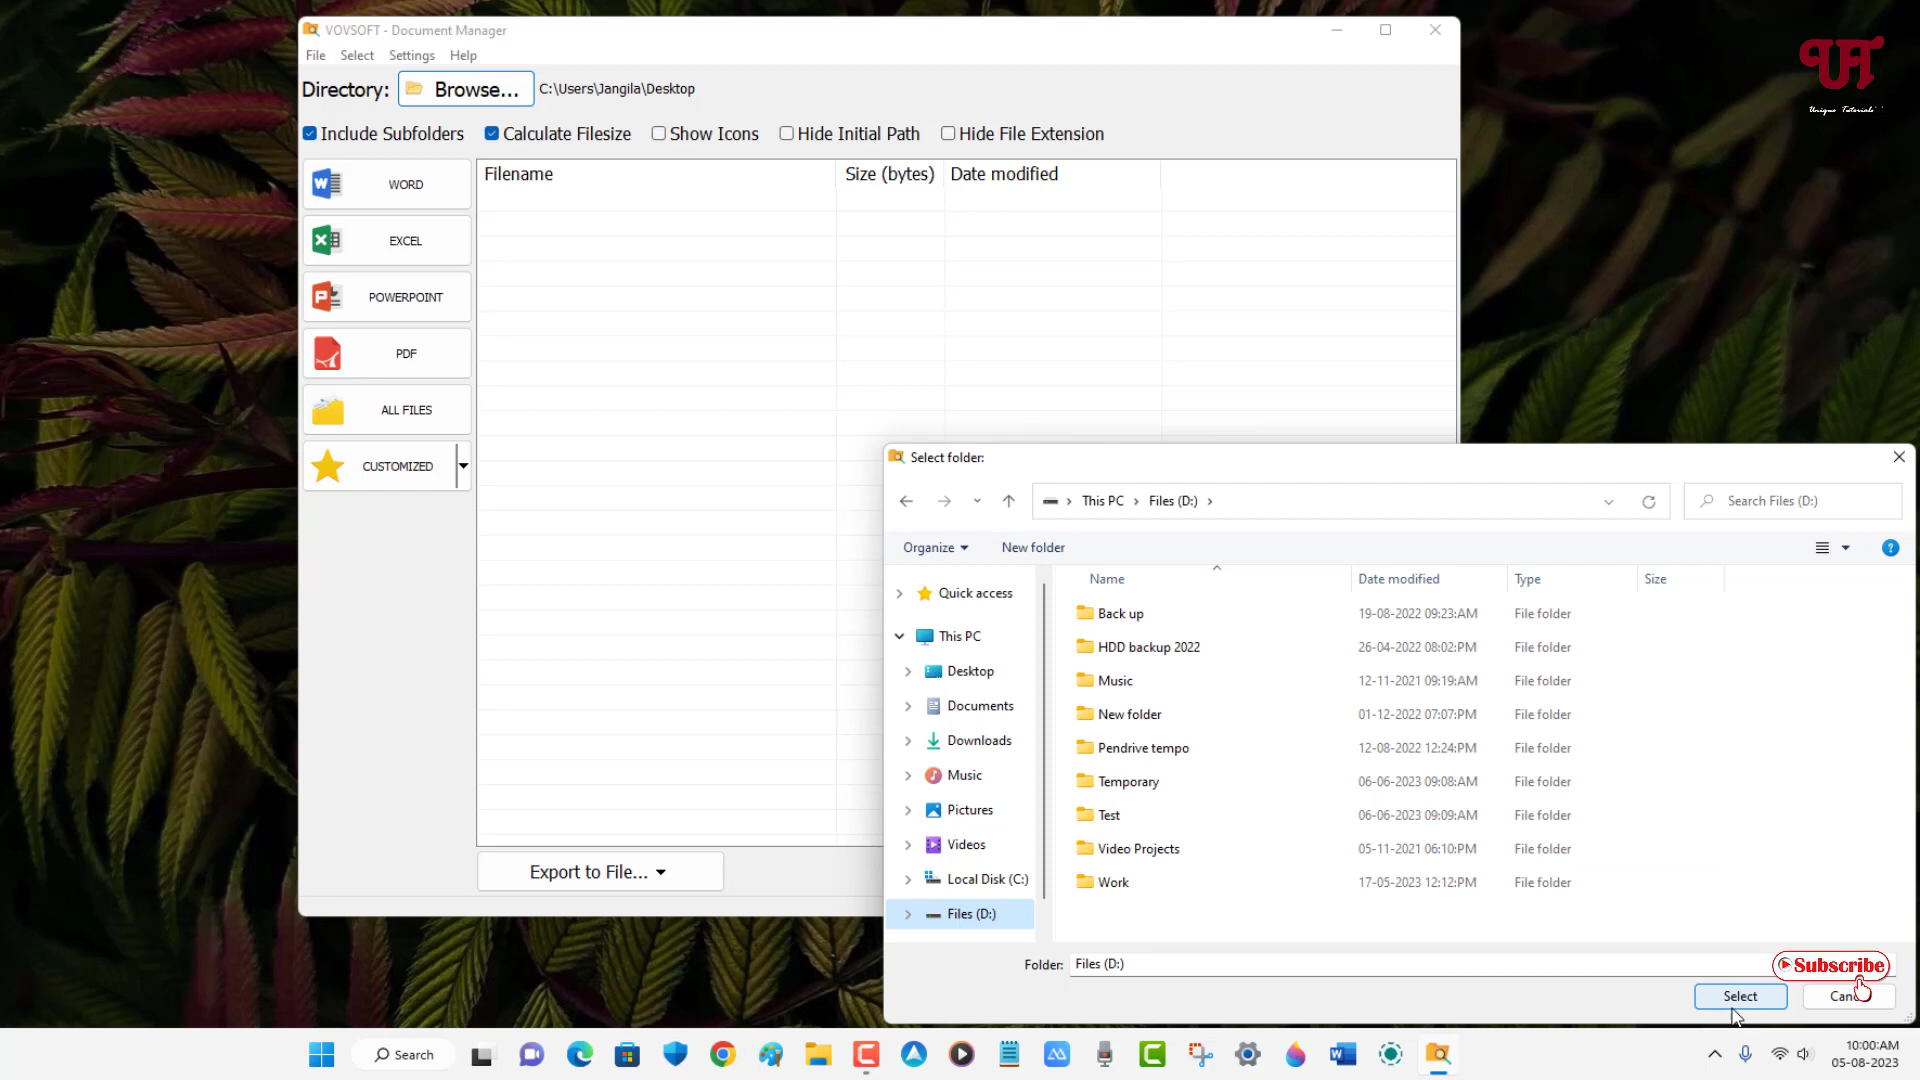 VOVSOFT - Document Manager
File Select Settings Help
Directory: Browse... C:\Users\Jangila\Desktop
Include Subfolders Calculate Filesize Show Icons Hide Initial Path Hide File Extension
WORD
EXCEL
POWERPOINT
PDF
ALL FILES
CUSTOMIZED
Filename Size (bytes) Date modified
Export to File...
UT
Unique Tutorials
Select folder:
This PC > Files (D:) >
Search Files (D:)
Organize New folder
Quick access
This PC
Desktop
Documents
Downloads
Music
Pictures
Videos
Local Disk (C:)
Files (D:)
Name Date modified Type Size
Back up 19-08-2022 09:23:AM File folder
HDD backup 2022 26-04-2022 08:02:PM File folder
Music 12-11-2021 09:19:AM File folder
New folder 01-12-2022 07:07:PM File folder
Pendrive tempo 12-08-2022 12:24:PM File folder
Temporary 06-06-2023 09:08:AM File folder
Test 06-06-2023 09:09:AM File folder
Video Projects 05-11-2021 06:10:PM File folder
Work 17-05-2023 12:12:PM File folder
Folder: Files (D:)
Subscribe
Select
Search
10:00:AM
05-08-2023